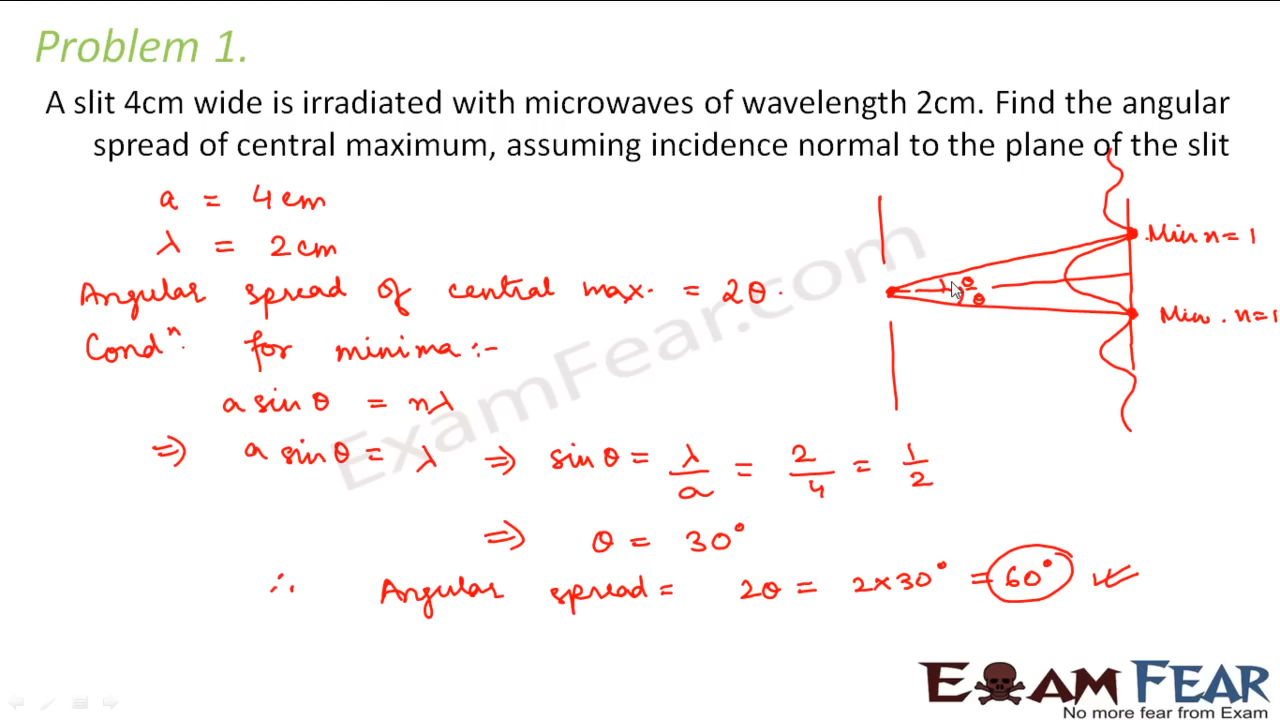 Problem 1.
A slit 4cm wide is irradiated with microwaves of wavelength 2cm. Find the angular
spread of central maximum, assuming incidence normal to the plane of the slit
a = 4cm
λ = 2cm
Angular spread of central max. = 2θ.
Condⁿ. for minima :-
a sin θ = nλ
⇒ a sin θ = λ ⇒ sin θ = λ/a = 2/4 = 1/2
⇒ θ = 30°
∴ Angular spread = 2θ = 2×30° = 60°
Min n=1
θ
θ
Min. n=1
ExamFear.com
EXAM FEAR
No more fear from Exam